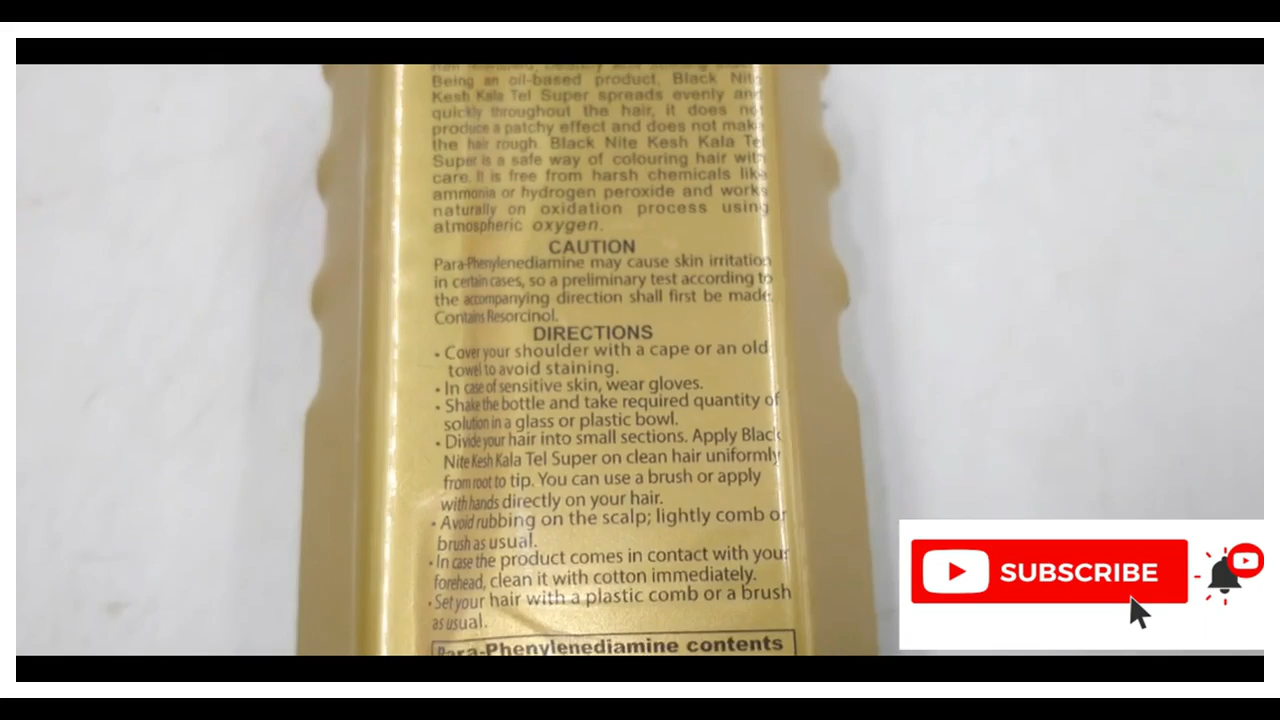 Being an oil-based product, Black Nit
Kesh Kala Tel Super spreads evenly an
quickly throughout the hair, it does no
produce a patchy effect and does not mak
the hair rough. Black Nite Kesh Kala Te
Super is a safe way of colouring hair wit
care. It is free from harsh chemicals lik
ammonia or hydrogen peroxide and works
naturally on oxidation process using
atmospheric oxygen.
CAUTION
Para-Phenylenediamine may cause skin irritation
in certain cases, so a preliminary test according to
the accompanying direction shall first be made.
Contains Resorcinol.
DIRECTIONS
• Cover your shoulder with a cape or an old
towel to avoid staining.
• In case of sensitive skin, wear gloves.
• Shake the bottle and take required quantity of
solution in a glass or plastic bowl.
• Divide your hair into small sections. Apply Black
Nite Kesh Kala Tel Super on clean hair uniformly
from root to tip. You can use a brush or apply
with hands directly on your hair.
• Avoid rubbing on the scalp; lightly comb or
brush as usual.
• In case the product comes in contact with your
forehead, clean it with cotton immediately.
• Set your hair with a plastic comb or a brush
as usual.
Para-Phenylenediamine contents
SUBSCRIBE